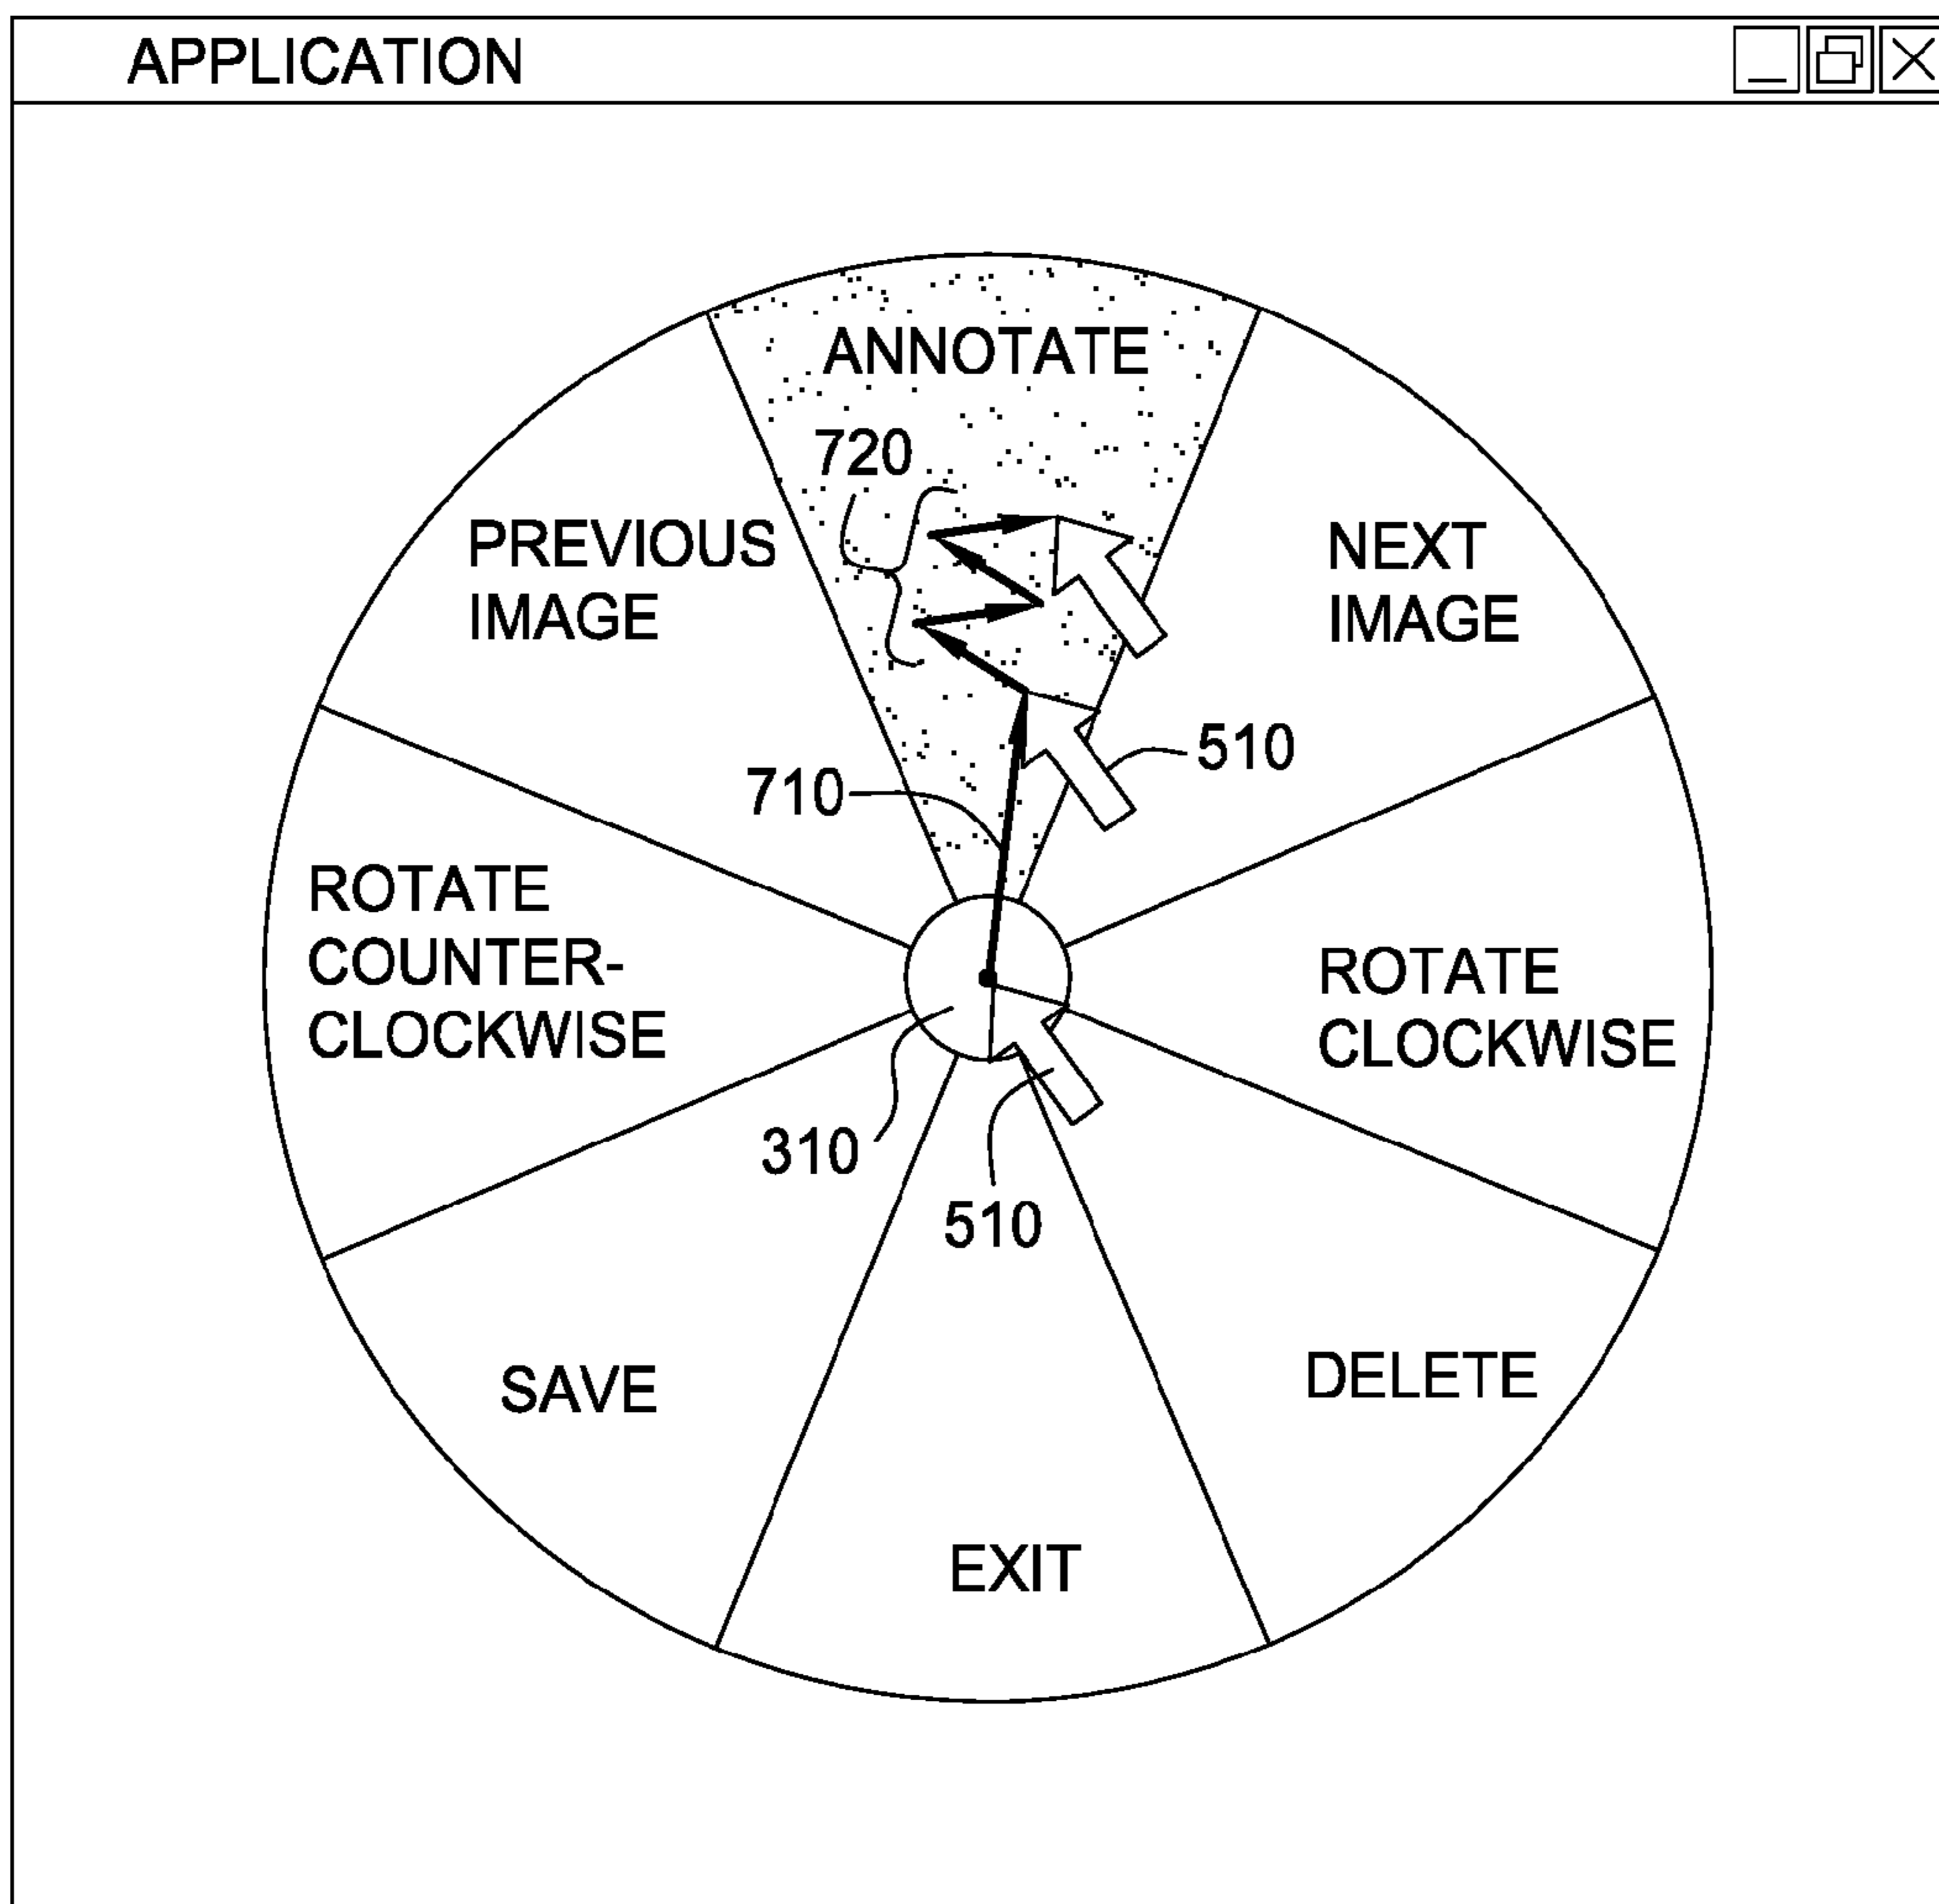 APPLICATION
ANNOTATE
720
PREVIOUS
IMAGE
NEXT
IMAGE
510
710
ROTATE
COUNTER-
CLOCKWISE
ROTATE
CLOCKWISE
310
510
SAVE
DELETE
EXIT